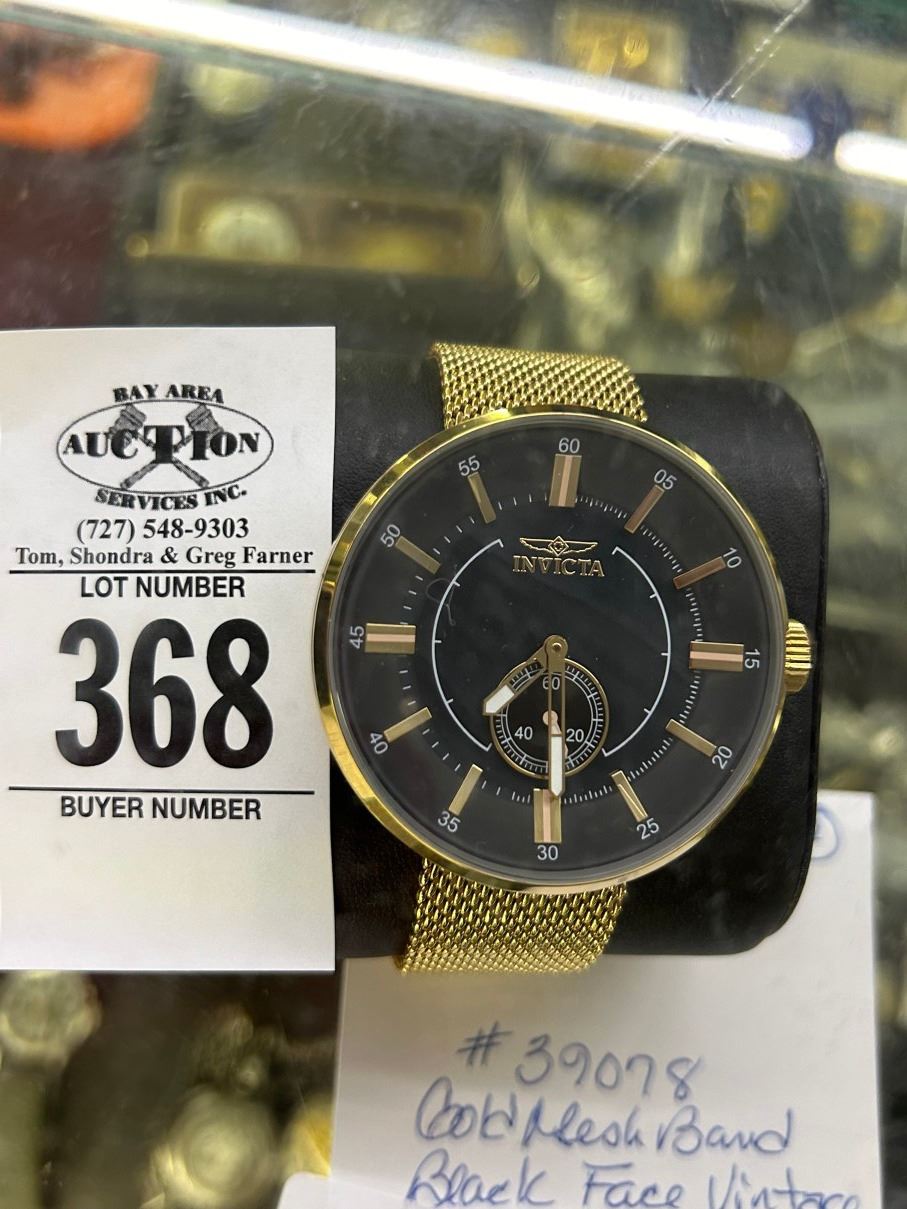 BAY AREA
AUCTION
SERVICES INC.
(727) 548-9303
Tom, Shondra & Greg Farner
LOT NUMBER
368
BUYER NUMBER
60
05
10
15
20
25
30
35
40
45
50
55
INVICTA
60
20
40
# 39078
Gold Mesh Band
Black Face Vintage